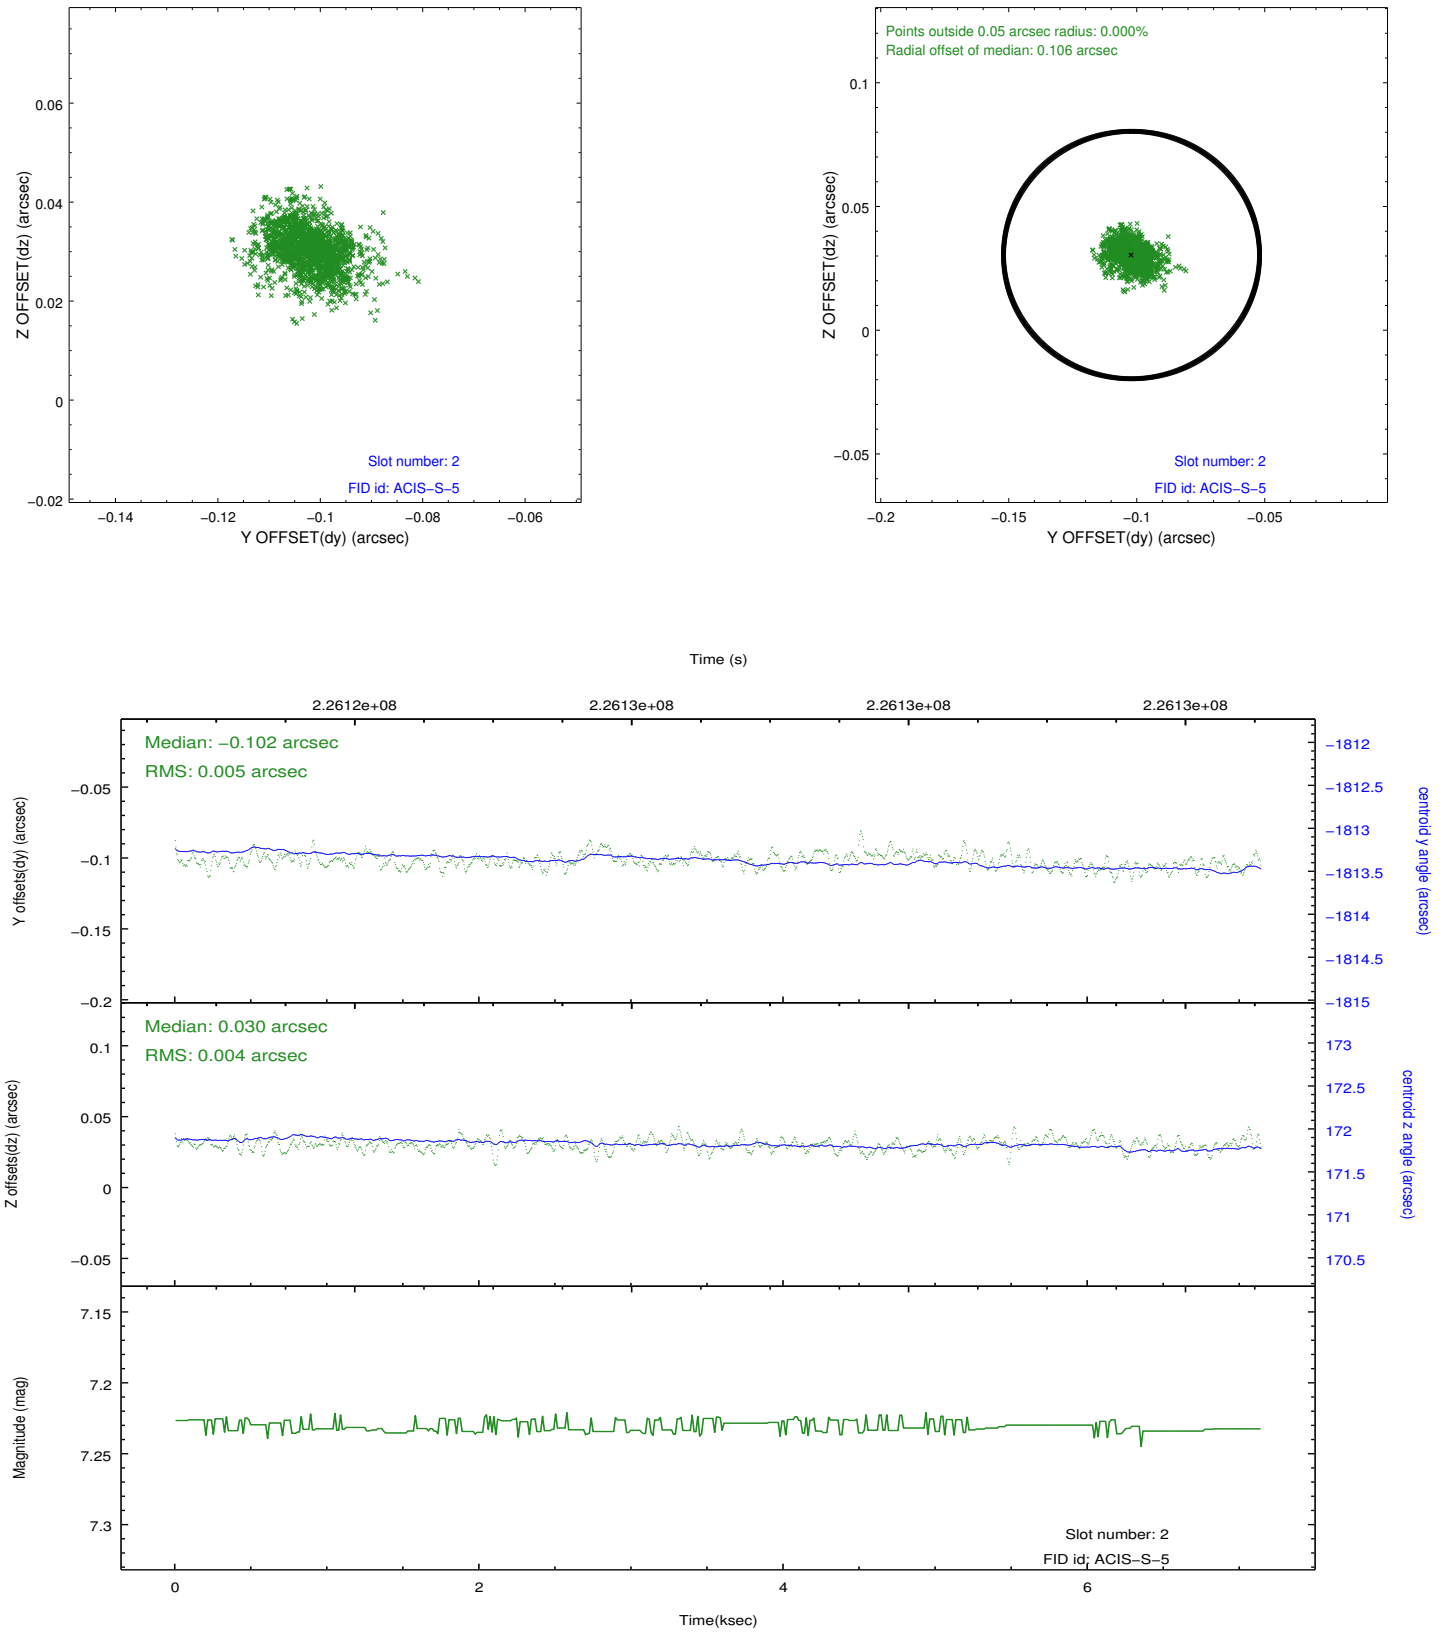 0.06
0.04
0.02
0
−0.02
Z OFFSET(dz) (arcsec)
Slot number: 2
FID id: ACIS−S−5
−0.14 −0.12 −0.1 −0.08 −0.06
Y OFFSET(dy) (arcsec)
Points outside 0.05 arcsec radius: 0.000%
Radial offset of median: 0.106 arcsec
0.1
0.05
0
−0.05
Z OFFSET(dz) (arcsec)
Slot number: 2
FID id: ACIS−S−5
−0.2 −0.15 −0.1 −0.05
Y OFFSET(dy) (arcsec)
Time (s)
2.2612e+08 2.2613e+08 2.2613e+08 2.2613e+08
Median: −0.102 arcsec
RMS: 0.005 arcsec
−0.05
−0.1
−0.15
−0.2
Y offsets(dy) (arcsec)
−1812
−1812.5
−1813
−1813.5
−1814
−1814.5
−1815
centroid y angle (arcsec)
Median: 0.030 arcsec
RMS: 0.004 arcsec
0.1
0.05
0
−0.05
Z offsets(dz) (arcsec)
173
172.5
172
171.5
171
170.5
centroid z angle (arcsec)
7.15
7.2
7.25
7.3
Magnitude (mag)
Slot number: 2
FID id: ACIS−S−5
0 2 4 6
Time(ksec)